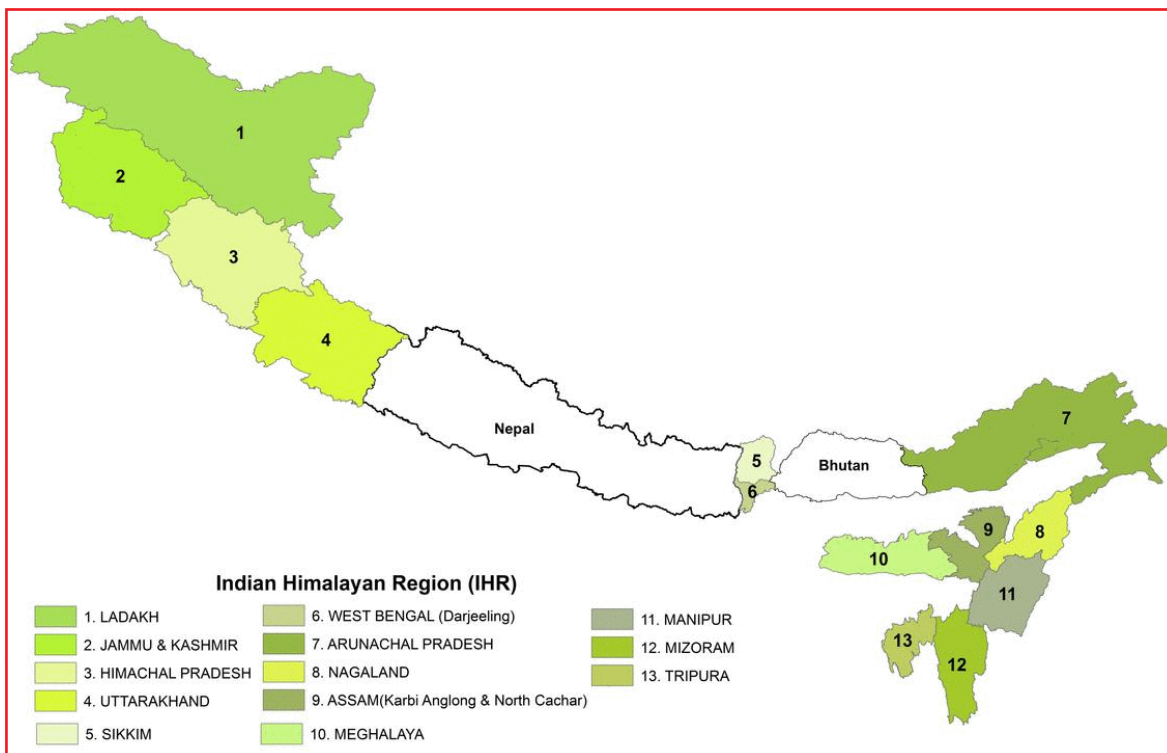 1
2
3
4
Nepal
5
6
Bhutan
7
8
9
10
11
12
13
Indian Himalayan Region (IHR)
1. LADAKH
2. JAMMU & KASHMIR
3. HIMACHAL PRADESH
4. UTTARAKHAND
5. SIKKIM
6. WEST BENGAL (Darjeeling)
7. ARUNACHAL PRADESH
8. NAGALAND
9. ASSAM(Karbi Anglong & North Cachar)
10. MEGHALAYA
11. MANIPUR
12. MIZORAM
13. TRIPURA